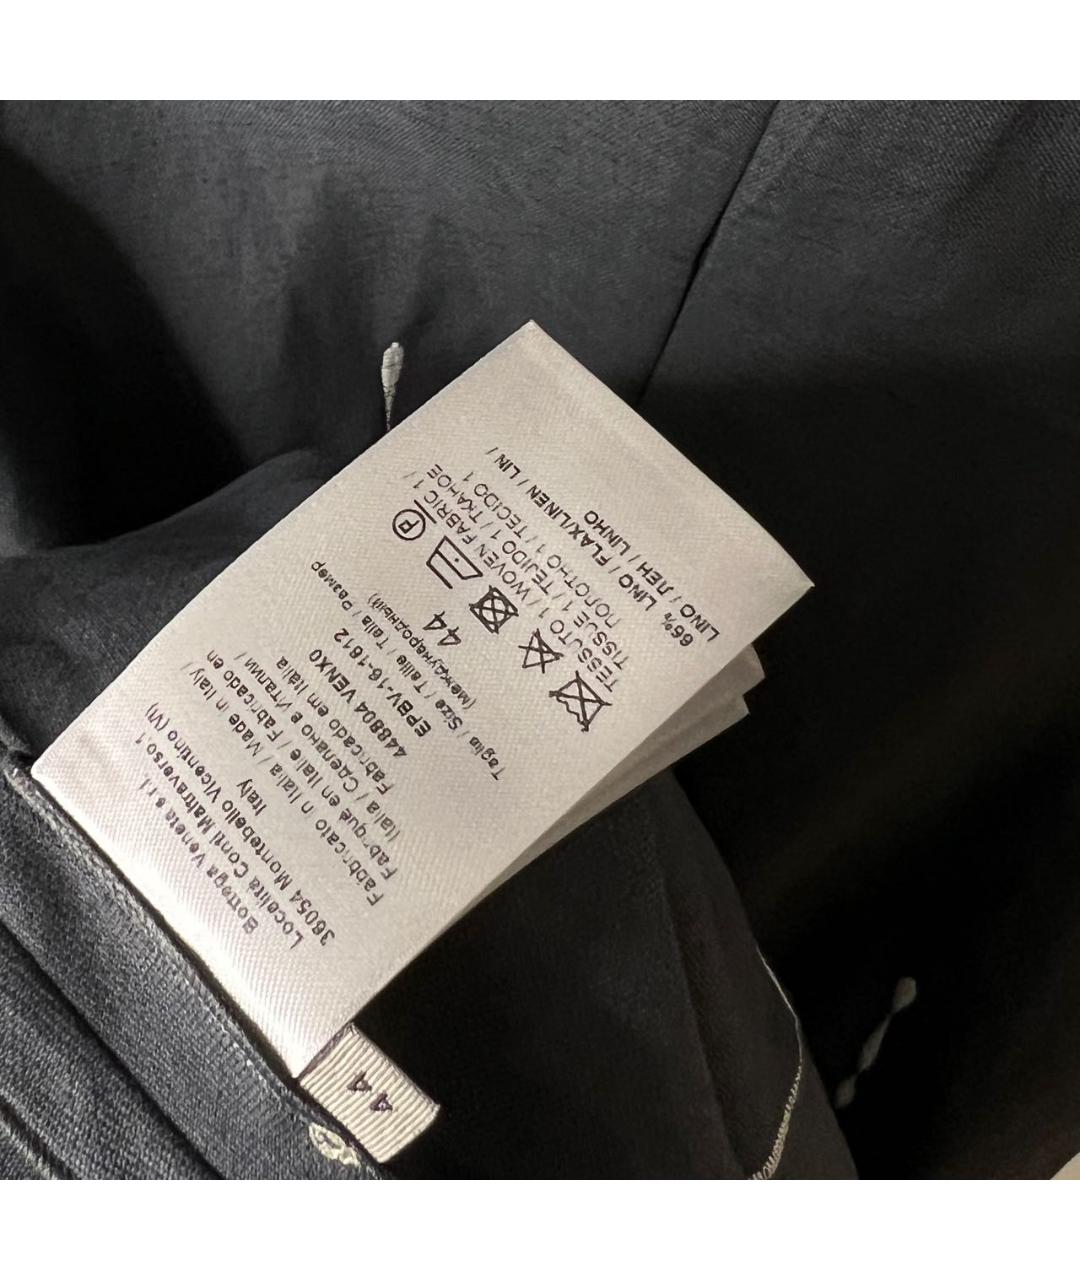 Bottega Veneta s.r.l
Località Conti Maltraverso 1
36054 Montebello Vicentino (VI)
Italy
Fabbricato in Italia / Made in Italy /
Fabriqué en Italie / Fabricado en
Italia / Сделано в Италии /
Fabricado em Itália
448804 VENX0
EPBV-16-1612
Taglia / Size / Taille / Talla / Размер
(международный)
44
TESSUTO 1 / WOVEN FABRIC 1 /
TISSUE 1 / TEJIDO 1 / ТКАНОЕ
ПОЛОТНО 1 / TECIDO 1
66% LINO / FLAX/LINEN / LIN /
LINO / ЛЕН / LINHO
44